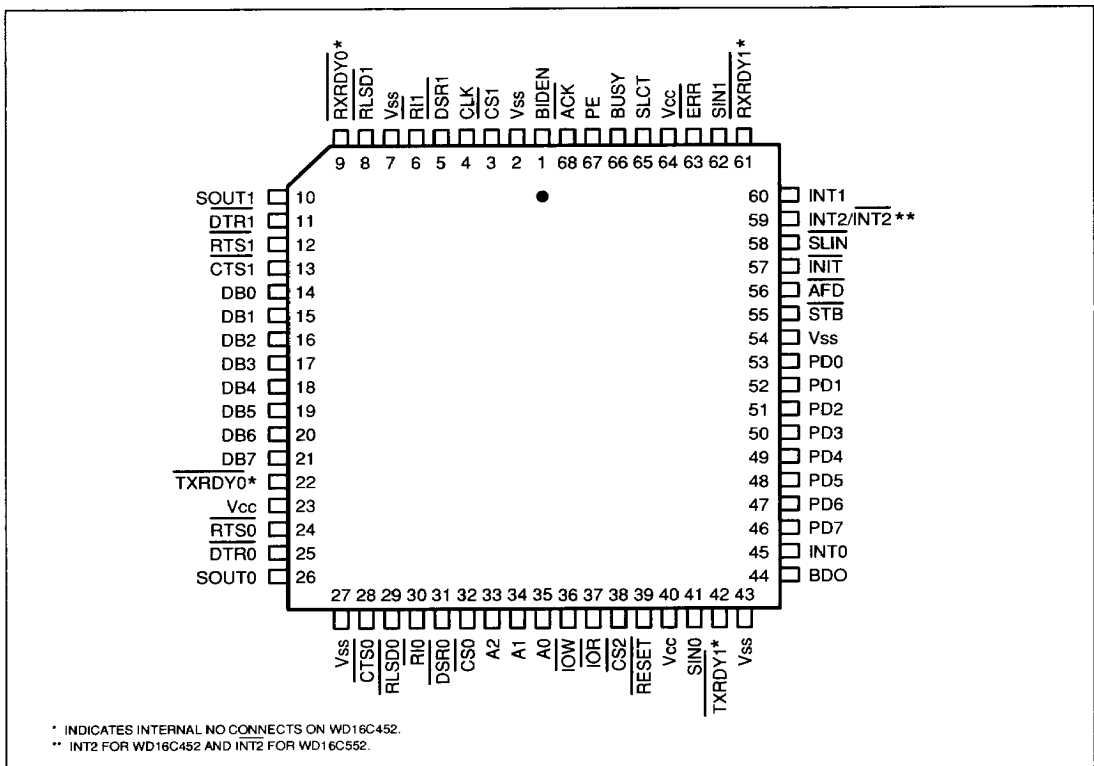 RXRDY0*
RLSD1
Vss
RI1
DSR1
CLK
CS1
Vss
BIDEN
ACK
PE
BUSY
SLCT
Vcc
ERR
SIN1
RXRDY1*
9 8 7 6 5 4 3 2 1 68 67 66 65 64 63 62 61
SOUT1 10
DTR1 11
RTS1 12
CTS1 13
DB0 14
DB1 15
DB2 16
DB3 17
DB4 18
DB5 19
DB6 20
DB7 21
TXRDY0* 22
Vcc 23
RTS0 24
DTR0 25
SOUT0 26
60 INT1
59 INT2/INT2**
58 SLIN
57 INIT
56 AFD
55 STB
54 Vss
53 PD0
52 PD1
51 PD2
50 PD3
49 PD4
48 PD5
47 PD6
46 PD7
45 INT0
44 BDO
27 28 29 30 31 32 33 34 35 36 37 38 39 40 41 42 43
Vss
CTS0
RLSD0
RI0
DSR0
CS0
A2
A1
A0
IOW
IOR
CS2
RESET
Vcc
SIN0
TXRDY1*
Vss
* INDICATES INTERNAL NO CONNECTS ON WD16C452.
** INT2 FOR WD16C452 AND INT2 FOR WD16C552.